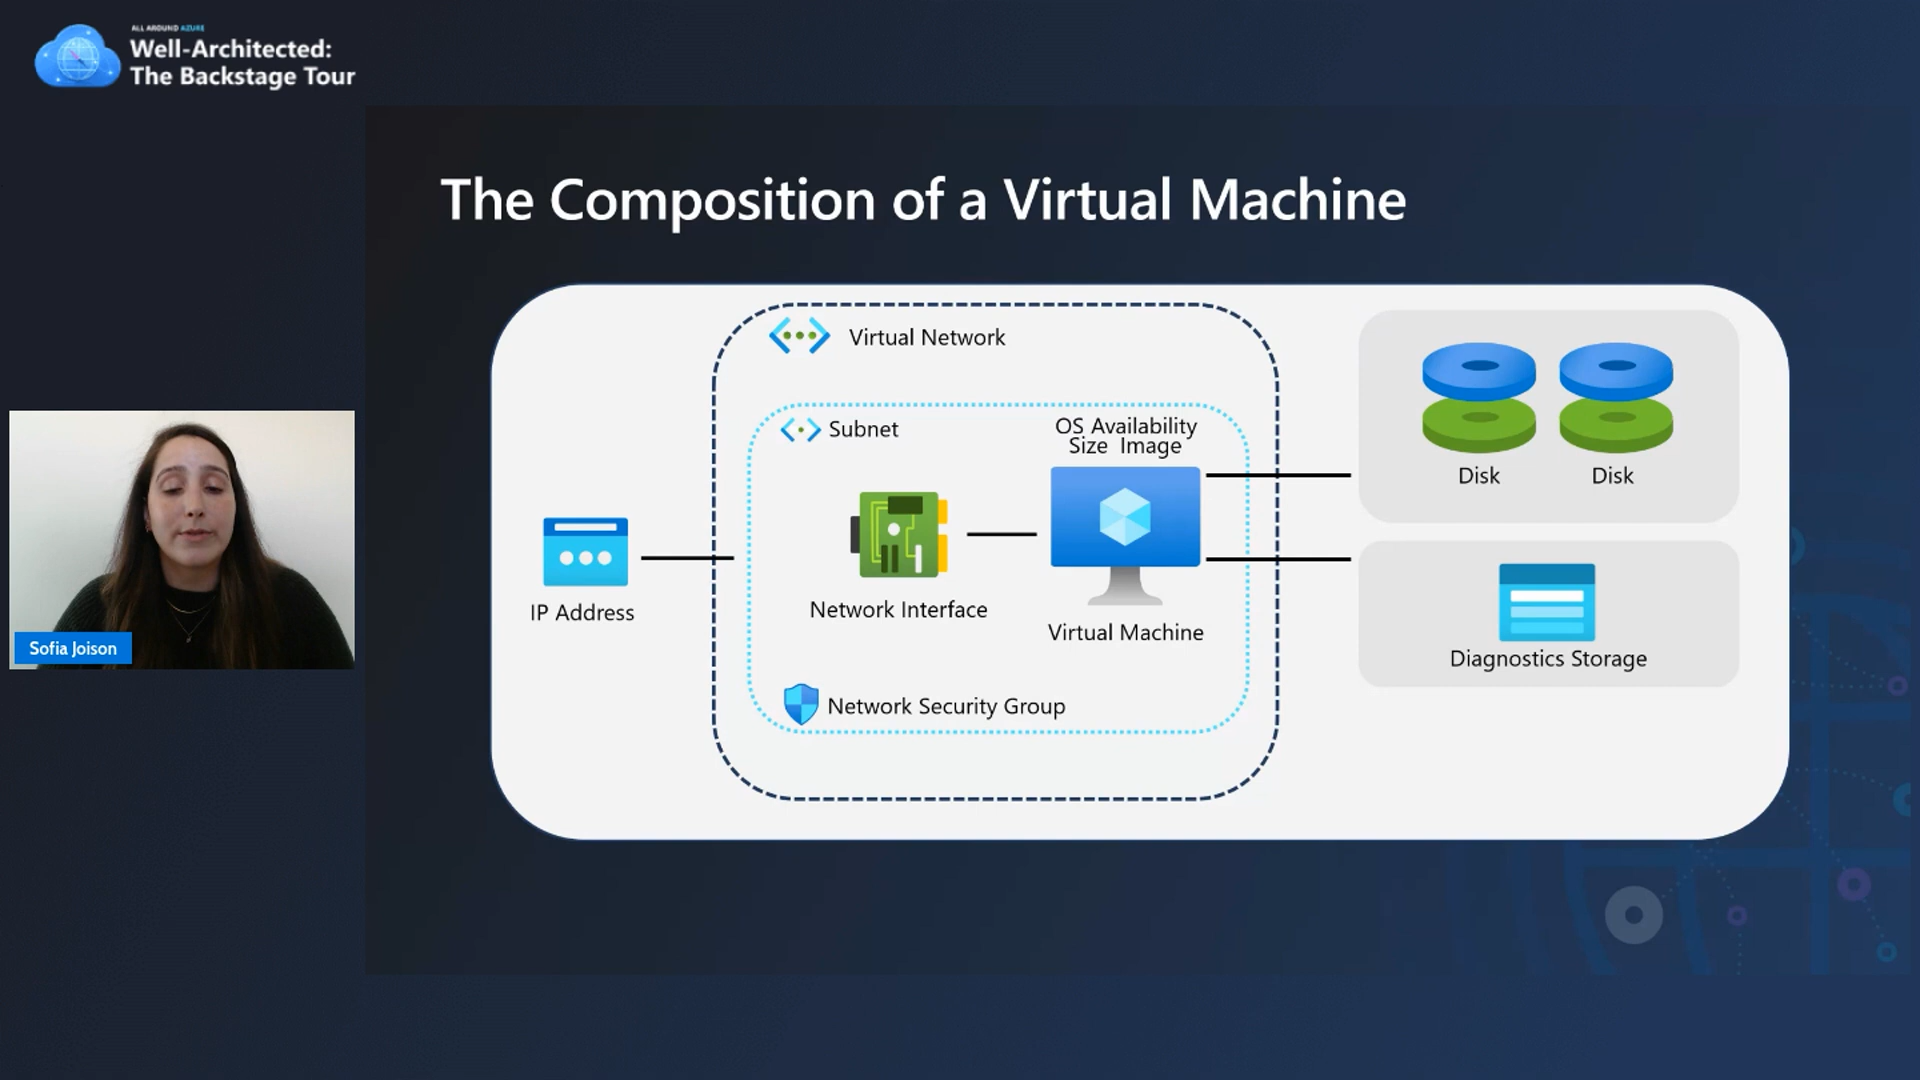 ALL AROUND AZURE
Well-Architected:
The Backstage Tour
The Composition of a Virtual Machine
Virtual Network
Subnet
OS Availability
Size Image
Disk
Disk
IP Address
Network Interface
Virtual Machine
Diagnostics Storage
Network Security Group
Sofia Joison